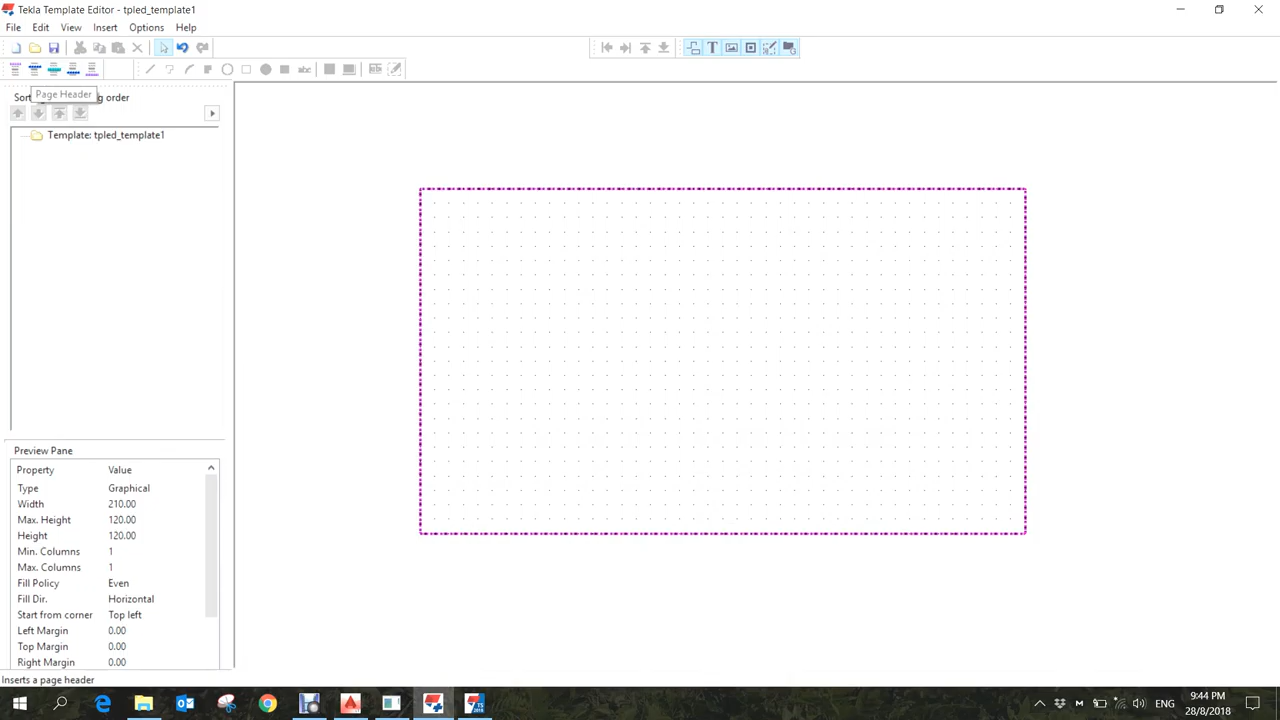 Tekla Template Editor - tpled_template1
File Edit View Insert Options Help
T
abc
Page Header
Sort g order
Template: tpled_template1
Preview Pane
Property Value
Type Graphical
Width 210.00
Max. Height 120.00
Height 120.00
Min. Columns 1
Max. Columns 1
Fill Policy Even
Fill Dir. Horizontal
Start from corner Top left
Left Margin 0.00
Top Margin 0.00
Right Margin 0.00
Inserts a page header
TS
2018
ENG
9:44 PM
28/8/2018